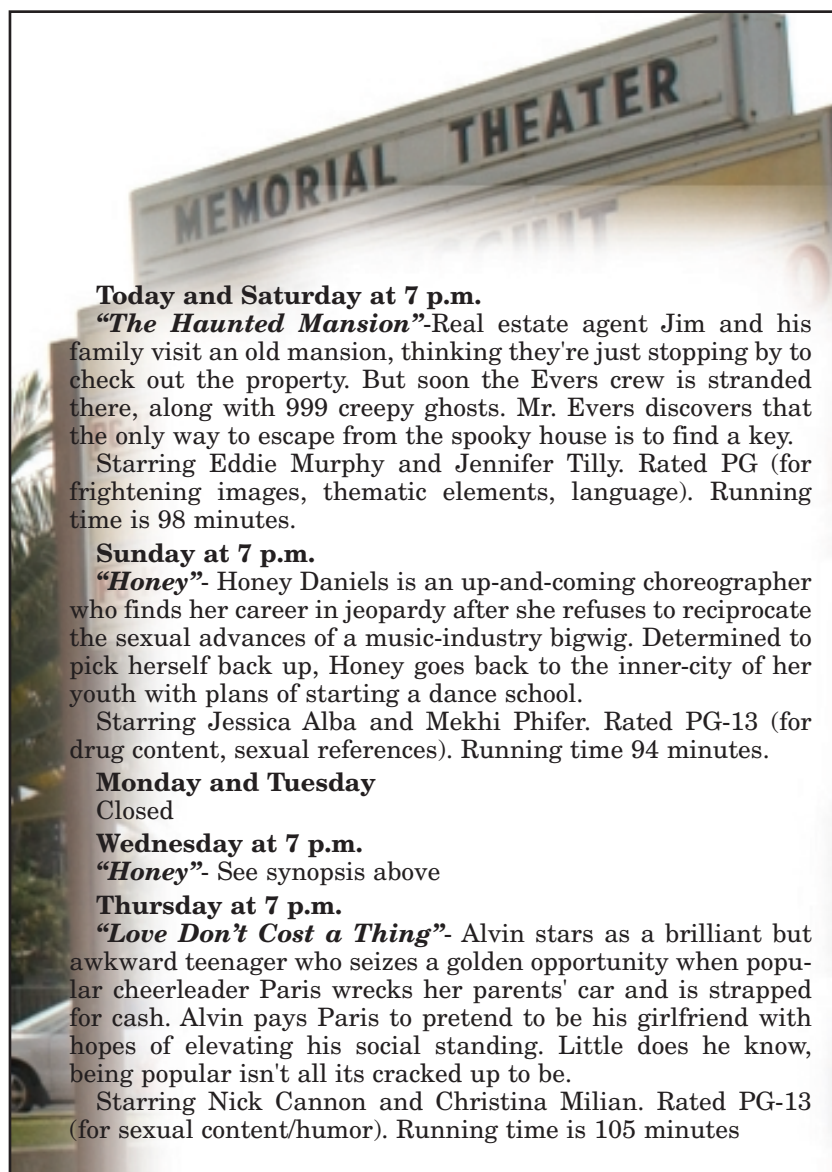 MEMORIAL THEATER
Today and Saturday at 7 p.m.
“The Haunted Mansion”-Real estate agent Jim and his
family visit an old mansion, thinking they're just stopping by to
check out the property. But soon the Evers crew is stranded
there, along with 999 creepy ghosts. Mr. Evers discovers that
the only way to escape from the spooky house is to find a key.
Starring Eddie Murphy and Jennifer Tilly. Rated PG (for
frightening images, thematic elements, language). Running
time is 98 minutes.
Sunday at 7 p.m.
“Honey”- Honey Daniels is an up-and-coming choreographer
who finds her career in jeopardy after she refuses to reciprocate
the sexual advances of a music-industry bigwig. Determined to
pick herself back up, Honey goes back to the inner-city of her
youth with plans of starting a dance school.
Starring Jessica Alba and Mekhi Phifer. Rated PG-13 (for
drug content, sexual references). Running time 94 minutes.
Monday and Tuesday
Closed
Wednesday at 7 p.m.
“Honey”- See synopsis above
Thursday at 7 p.m.
“Love Don't Cost a Thing”- Alvin stars as a brilliant but
awkward teenager who seizes a golden opportunity when popu-
lar cheerleader Paris wrecks her parents' car and is strapped
for cash. Alvin pays Paris to pretend to be his girlfriend with
hopes of elevating his social standing. Little does he know,
being popular isn't all its cracked up to be.
Starring Nick Cannon and Christina Milian. Rated PG-13
(for sexual content/humor). Running time is 105 minutes